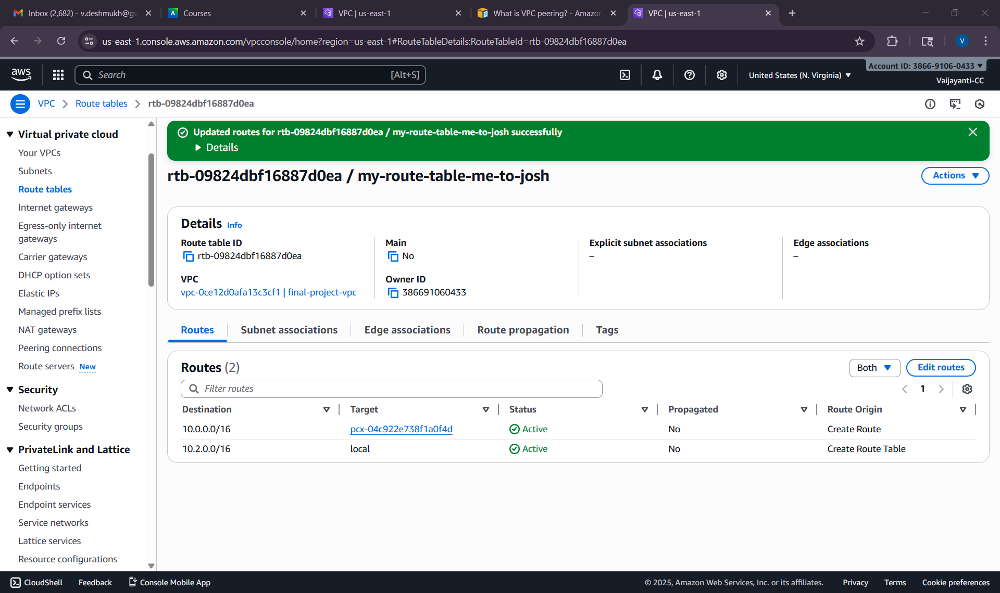 Inbox (2,682) - v.deshmukh@gw
Courses
VPC | us-east-1
What is VPC peering? - Amazon
VPC | us-east-1
us-east-1.console.aws.amazon.com/vpcconsole/home?region=us-east-1#RouteTableDetails:RouteTableId=rtb-09824dbf16887d0ea
V
aws
Search
[Alt+S]
United States (N. Virginia)
Account ID: 3866-9106-0433
Vaijayanti-CC
VPC
Route tables
rtb-09824dbf16887d0ea
Virtual private cloud
Your VPCs
Subnets
Route tables
Internet gateways
Egress-only internet
gateways
Carrier gateways
DHCP option sets
Elastic IPs
Managed prefix lists
NAT gateways
Peering connections
Route servers New
Security
Network ACLs
Security groups
PrivateLink and Lattice
Getting started
Endpoints
Endpoint services
Service networks
Lattice services
Resource configurations
Updated routes for rtb-09824dbf16887d0ea / my-route-table-me-to-josh successfully
Details
rtb-09824dbf16887d0ea / my-route-table-me-to-josh
Actions
Details Info
Route table ID
rtb-09824dbf16887d0ea
Main
No
Explicit subnet associations
–
Edge associations
–
VPC
vpc-0ce12d0afa13c3cf1 | final-project-vpc
Owner ID
386691060433
Routes
Subnet associations
Edge associations
Route propagation
Tags
Routes (2)
Both
Edit routes
Filter routes
1
Destination Target Status Propagated Route Origin
10.0.0.0/16 pcx-04c922e738f1a0f4d Active No Create Route
10.2.0.0/16 local Active No Create Route Table
CloudShell
Feedback
Console Mobile App
© 2025, Amazon Web Services, Inc. or its affiliates.
Privacy
Terms
Cookie preferences